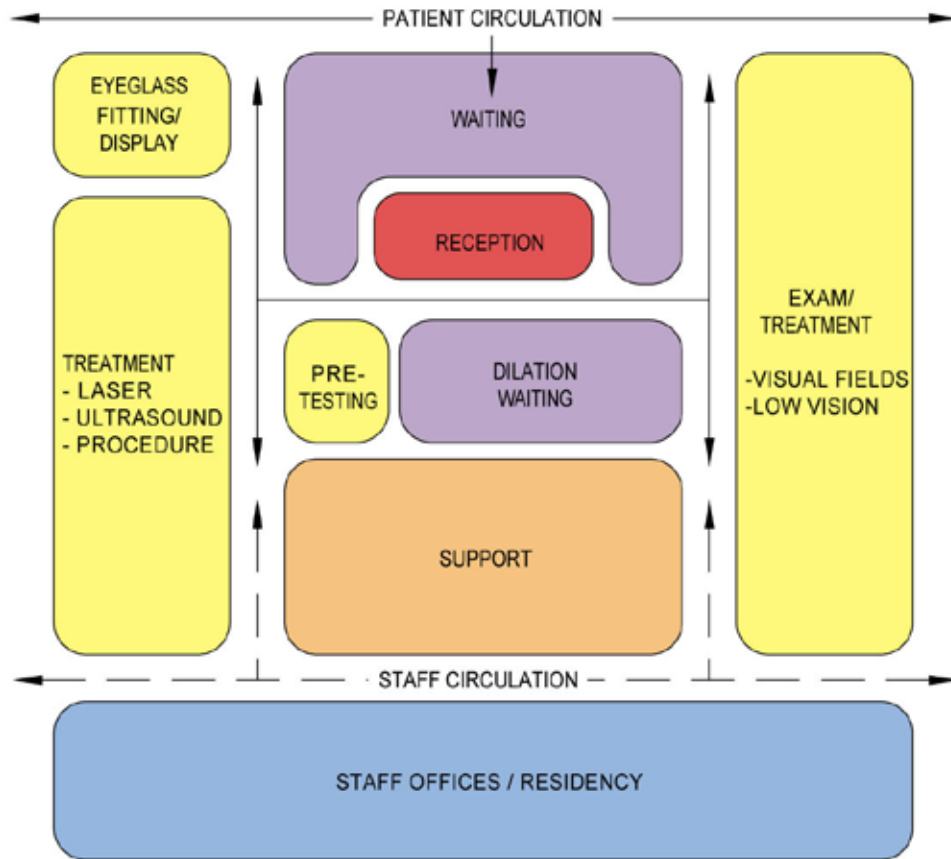 PATIENT CIRCULATION
EYEGLASS
FITTING/
DISPLAY
WAITING
RECEPTION
TREATMENT
- LASER
- ULTRASOUND
- PROCEDURE
PRE-
TESTING
DILATION
WAITING
EXAM/
TREATMENT
-VISUAL FIELDS
-LOW VISION
SUPPORT
STAFF CIRCULATION
STAFF OFFICES / RESIDENCY